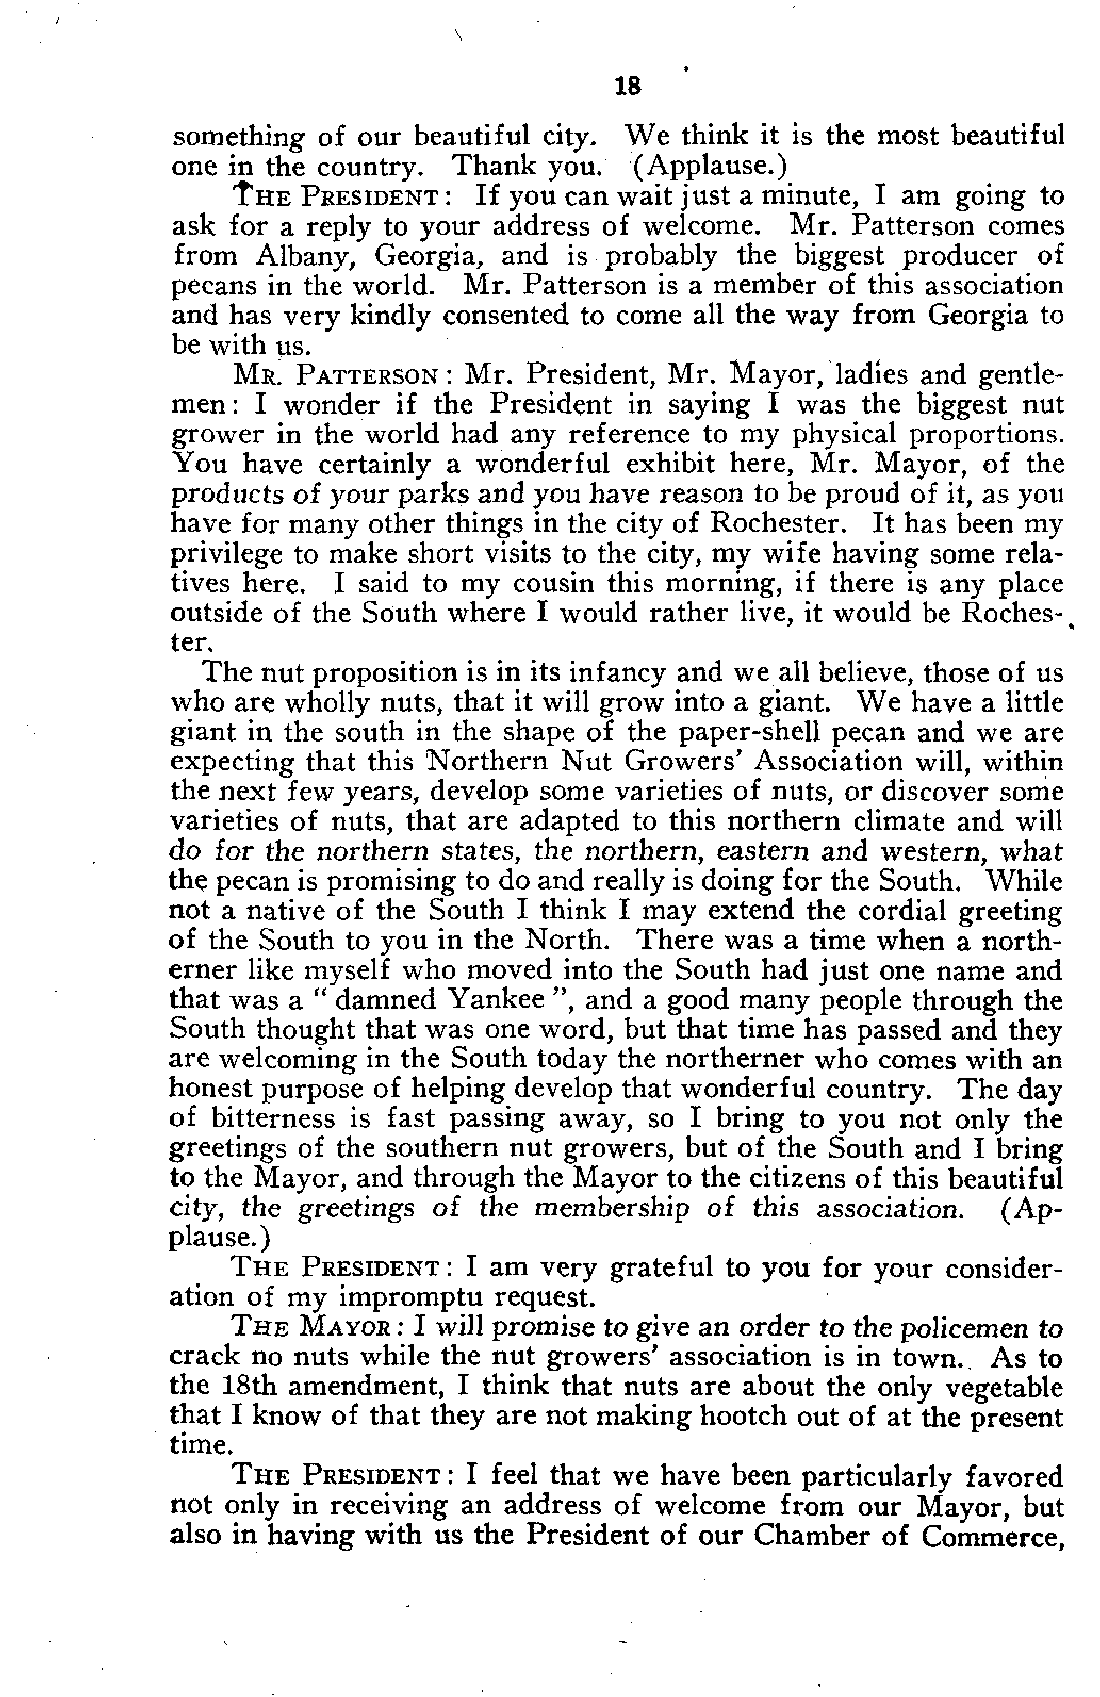 18
something of our beautiful city. We think it is the most beautiful
one in the country. Thank you. (Applause.)
THE PRESIDENT: If you can wait just a minute, I am going to
ask for a reply to your address of welcome. Mr. Patterson comes
from Albany, Georgia, and is probably the biggest producer of
pecans in the world. Mr. Patterson is a member of this association
and has very kindly consented to come all the way from Georgia to
be with us.
MR. PATTERSON: Mr. President, Mr. Mayor, ladies and gentle-
men: I wonder if the President in saying I was the biggest nut
grower in the world had any reference to my physical proportions.
You have certainly a wonderful exhibit here, Mr. Mayor, of the
products of your parks and you have reason to be proud of it, as you
have for many other things in the city of Rochester. It has been my
privilege to make short visits to the city, my wife having some rela-
tives here. I said to my cousin this morning, if there is any place
outside of the South where I would rather live, it would be Roches-
ter.
The nut proposition is in its infancy and we all believe, those of us
who are wholly nuts, that it will grow into a giant. We have a little
giant in the south in the shape of the paper-shell pecan and we are
expecting that this Northern Nut Growers' Association will, within
the next few years, develop some varieties of nuts, or discover some
varieties of nuts, that are adapted to this northern climate and will
do for the northern states, the northern, eastern and western, what
the pecan is promising to do and really is doing for the South. While
not a native of the South I think I may extend the cordial greeting
of the South to you in the North. There was a time when a north-
erner like myself who moved into the South had just one name and
that was a " damned Yankee ", and a good many people through the
South thought that was one word, but that time has passed and they
are welcoming in the South today the northerner who comes with an
honest purpose of helping develop that wonderful country. The day
of bitterness is fast passing away, so I bring to you not only the
greetings of the southern nut growers, but of the South and I bring
to the Mayor, and through the Mayor to the citizens of this beautiful
city, the greetings of the membership of this association. (Ap-
plause.)
THE PRESIDENT: I am very grateful to you for your consider-
ation of my impromptu request.
THE MAYOR: I will promise to give an order to the policemen to
crack no nuts while the nut growers' association is in town. As to
the 18th amendment, I think that nuts are about the only vegetable
that I know of that they are not making hootch out of at the present
time.
THE PRESIDENT: I feel that we have been particularly favored
not only in receiving an address of welcome from our Mayor, but
also in having with us the President of our Chamber of Commerce,